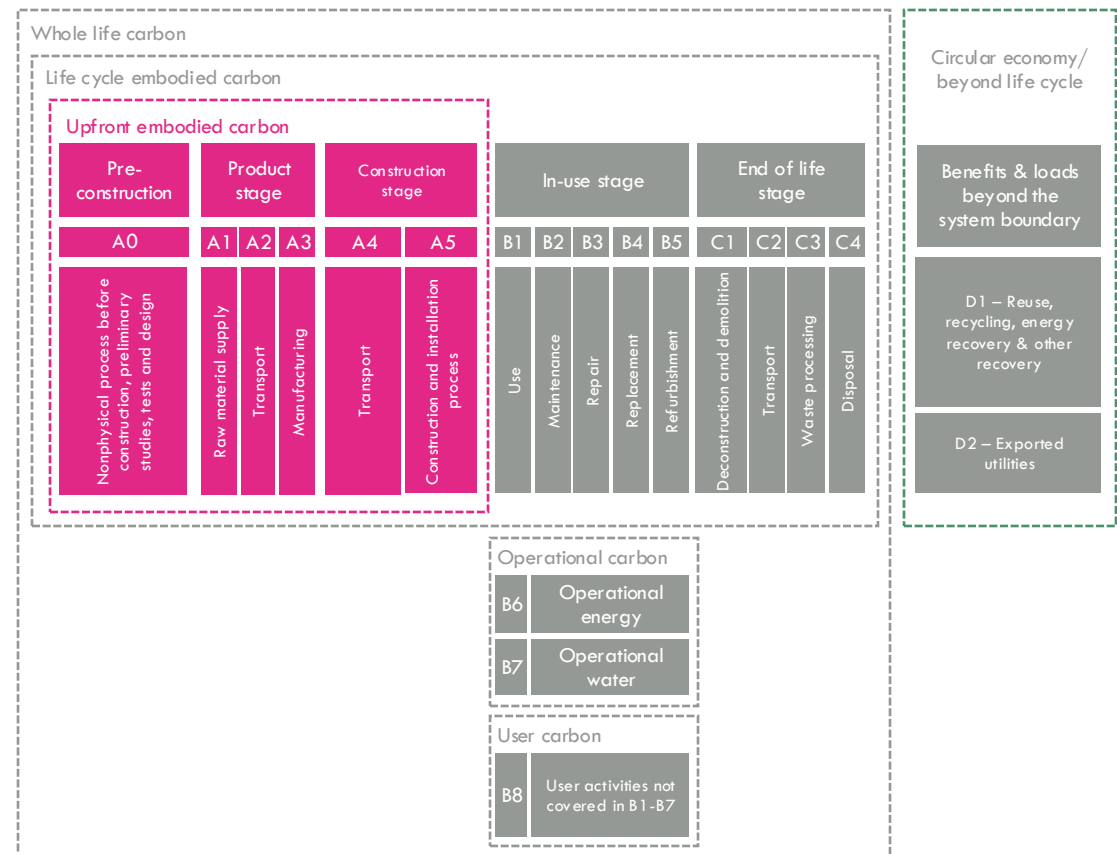 Whole life carbon
Life cycle embodied carbon
Upfront embodied carbon
Pre-
construction
Product
stage
Construction
stage
In-use stage
End of life
stage
A0
A1
A2
A3
A4
A5
B1
B2
B3
B4
B5
C1
C2
C3
C4
Nonphysical process before
construction, preliminary
studies, tests and design
Raw material supply
Transport
Manufacturing
Transport
Construction and installation
process
Use
Maintenance
Repair
Replacement
Refurbishment
Deconstruction and demolition
Transport
Waste processing
Disposal
Operational carbon
B6
Operational
energy
B7
Operational
water
User carbon
B8
User activities not
covered in B1-B7
Circular economy/
beyond life cycle
Benefits & loads
beyond the
system boundary
D1 – Reuse,
recycling, energy
recovery & other
recovery
D2 – Exported
utilities